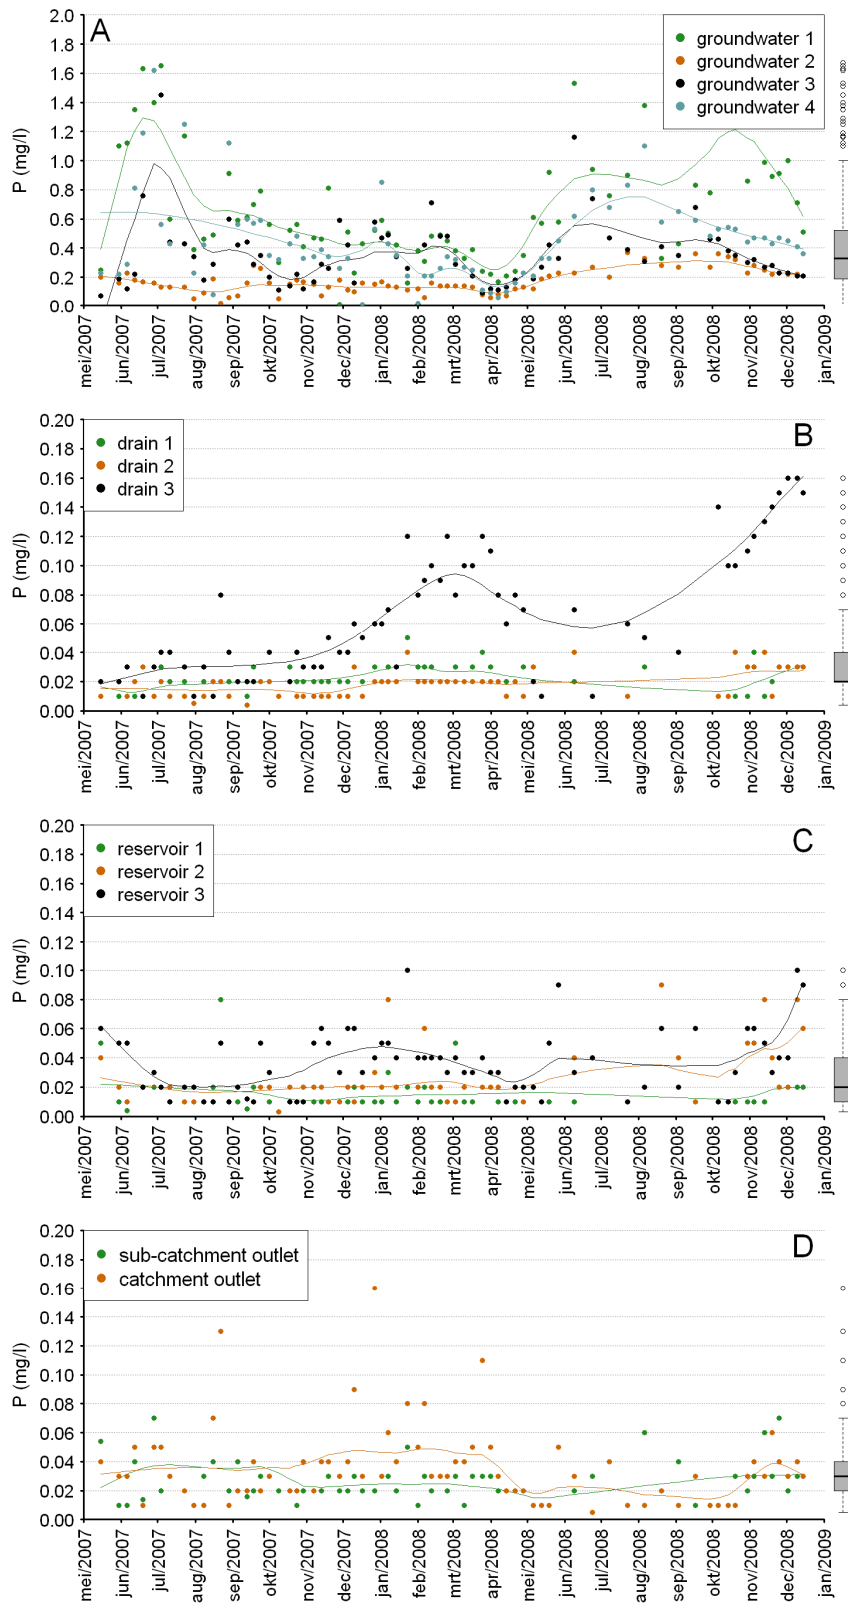 A
P (mg/l)
2.0
1.8
1.6
1.4
1.2
1.0
0.8
0.6
0.4
0.2
0.0
groundwater 1
groundwater 2
groundwater 3
groundwater 4
mei/2007
jun/2007
jul/2007
aug/2007
sep/2007
okt/2007
nov/2007
dec/2007
jan/2008
feb/2008
mrt/2008
apr/2008
mei/2008
jun/2008
jul/2008
aug/2008
sep/2008
okt/2008
nov/2008
dec/2008
jan/2009
B
P (mg/l)
0.20
0.18
0.16
0.14
0.12
0.10
0.08
0.06
0.04
0.02
0.00
drain 1
drain 2
drain 3
mei/2007
jun/2007
jul/2007
aug/2007
sep/2007
okt/2007
nov/2007
dec/2007
jan/2008
feb/2008
mrt/2008
apr/2008
mei/2008
jun/2008
jul/2008
aug/2008
sep/2008
okt/2008
nov/2008
dec/2008
jan/2009
C
P (mg/l)
0.20
0.18
0.16
0.14
0.12
0.10
0.08
0.06
0.04
0.02
0.00
reservoir 1
reservoir 2
reservoir 3
mei/2007
jun/2007
jul/2007
aug/2007
sep/2007
okt/2007
nov/2007
dec/2007
jan/2008
feb/2008
mrt/2008
apr/2008
mei/2008
jun/2008
jul/2008
aug/2008
sep/2008
okt/2008
nov/2008
dec/2008
jan/2009
D
P (mg/l)
0.20
0.18
0.16
0.14
0.12
0.10
0.08
0.06
0.04
0.02
0.00
sub-catchment outlet
catchment outlet
mei/2007
jun/2007
jul/2007
aug/2007
sep/2007
okt/2007
nov/2007
dec/2007
jan/2008
feb/2008
mrt/2008
apr/2008
mei/2008
jun/2008
jul/2008
aug/2008
sep/2008
okt/2008
nov/2008
dec/2008
jan/2009